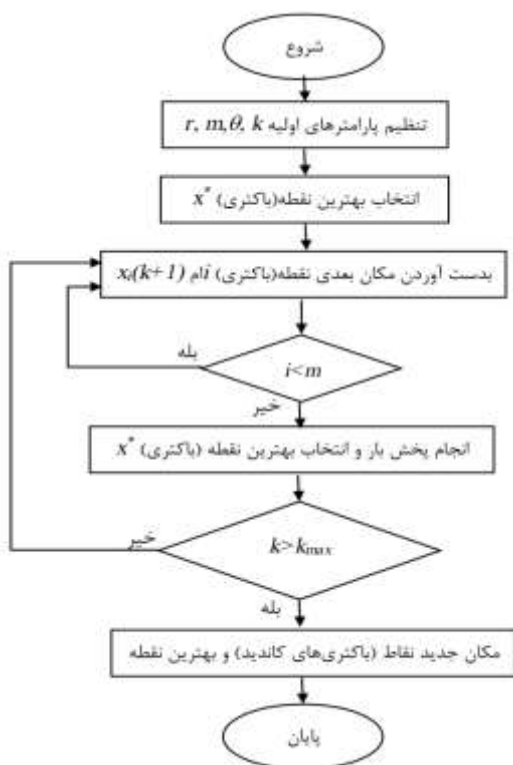 شروع
تنظیم پارامترهای اولیه r, m,θ, k
انتخاب بهترین نقطه(باکتری) x*
بدست آوردن مکان بعدی نقطه(باکتری) iام xᵢ(k+1)
بله
i<m
خیر
انجام پخش بار و انتخاب بهترین نقطه (باکتری) x*
خیر
k>kmax
بله
مکان جدید نقاط (باکتری‌های کاندید) و بهترین نقطه
پایان